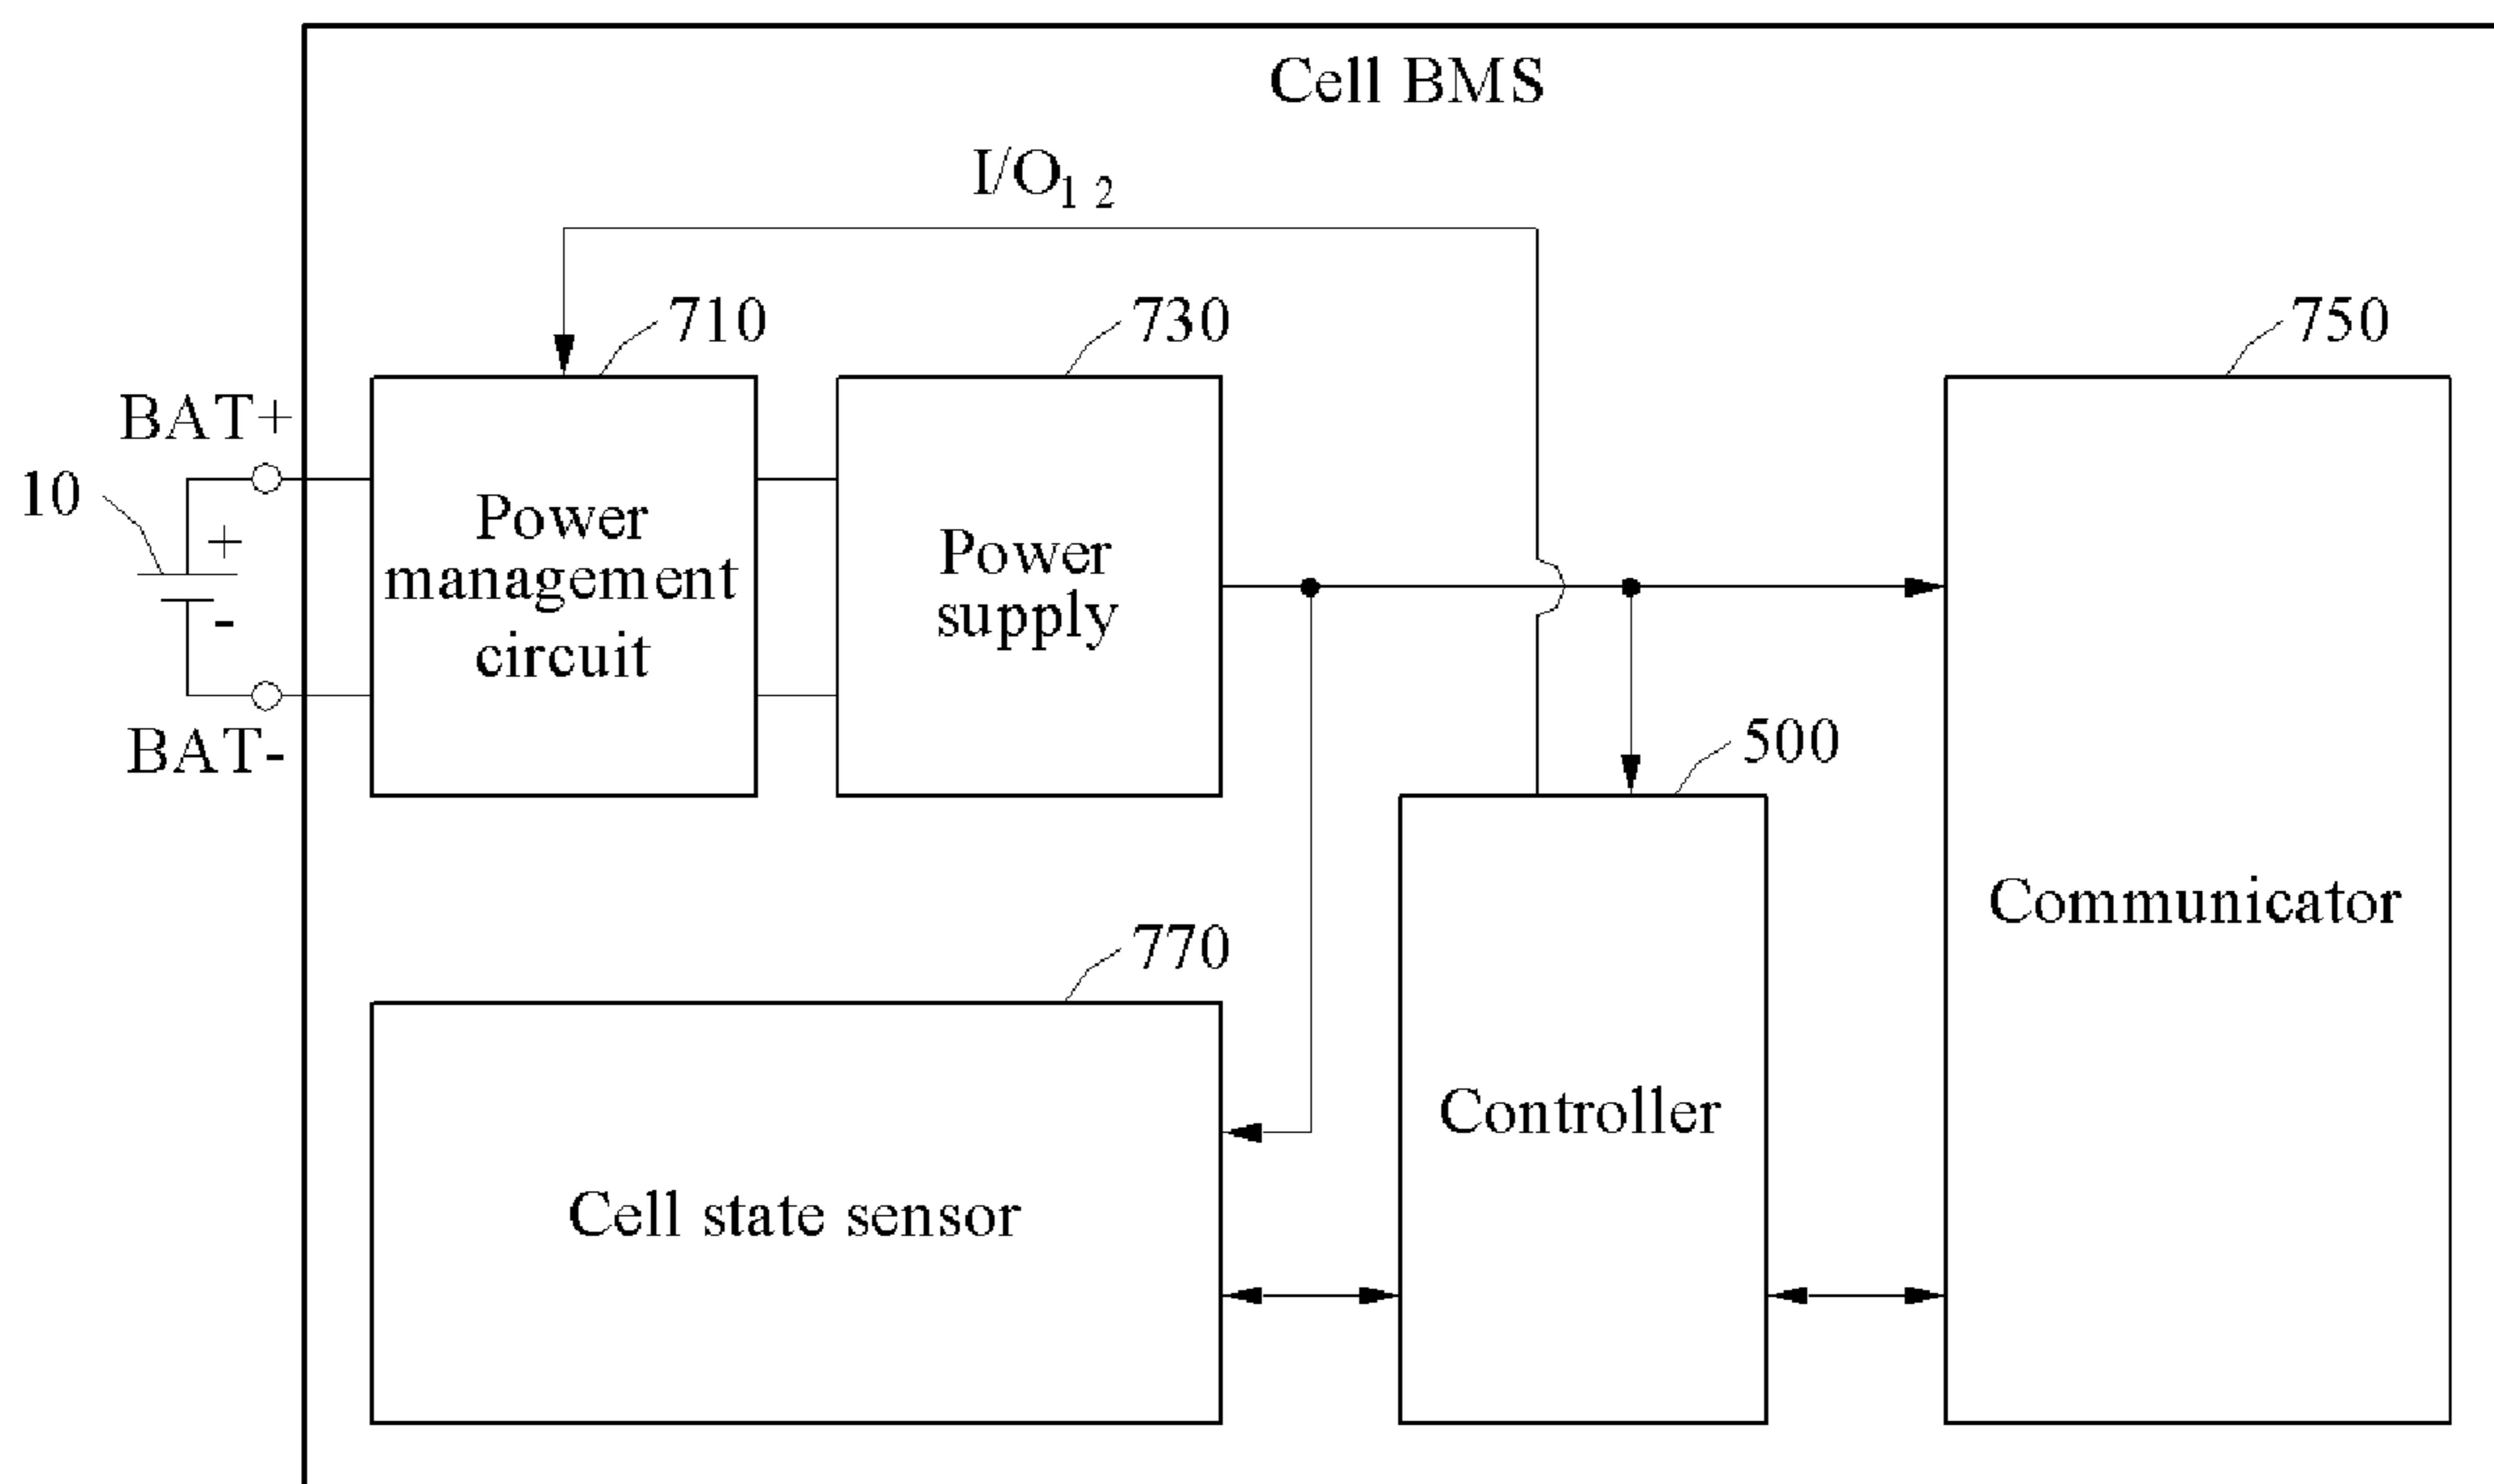 Cell BMS
I/O1 2
710
730
750
BAT+
10
+
-
BAT-
Power
management
circuit
Power
supply
500
Communicator
770
Controller
Cell state sensor